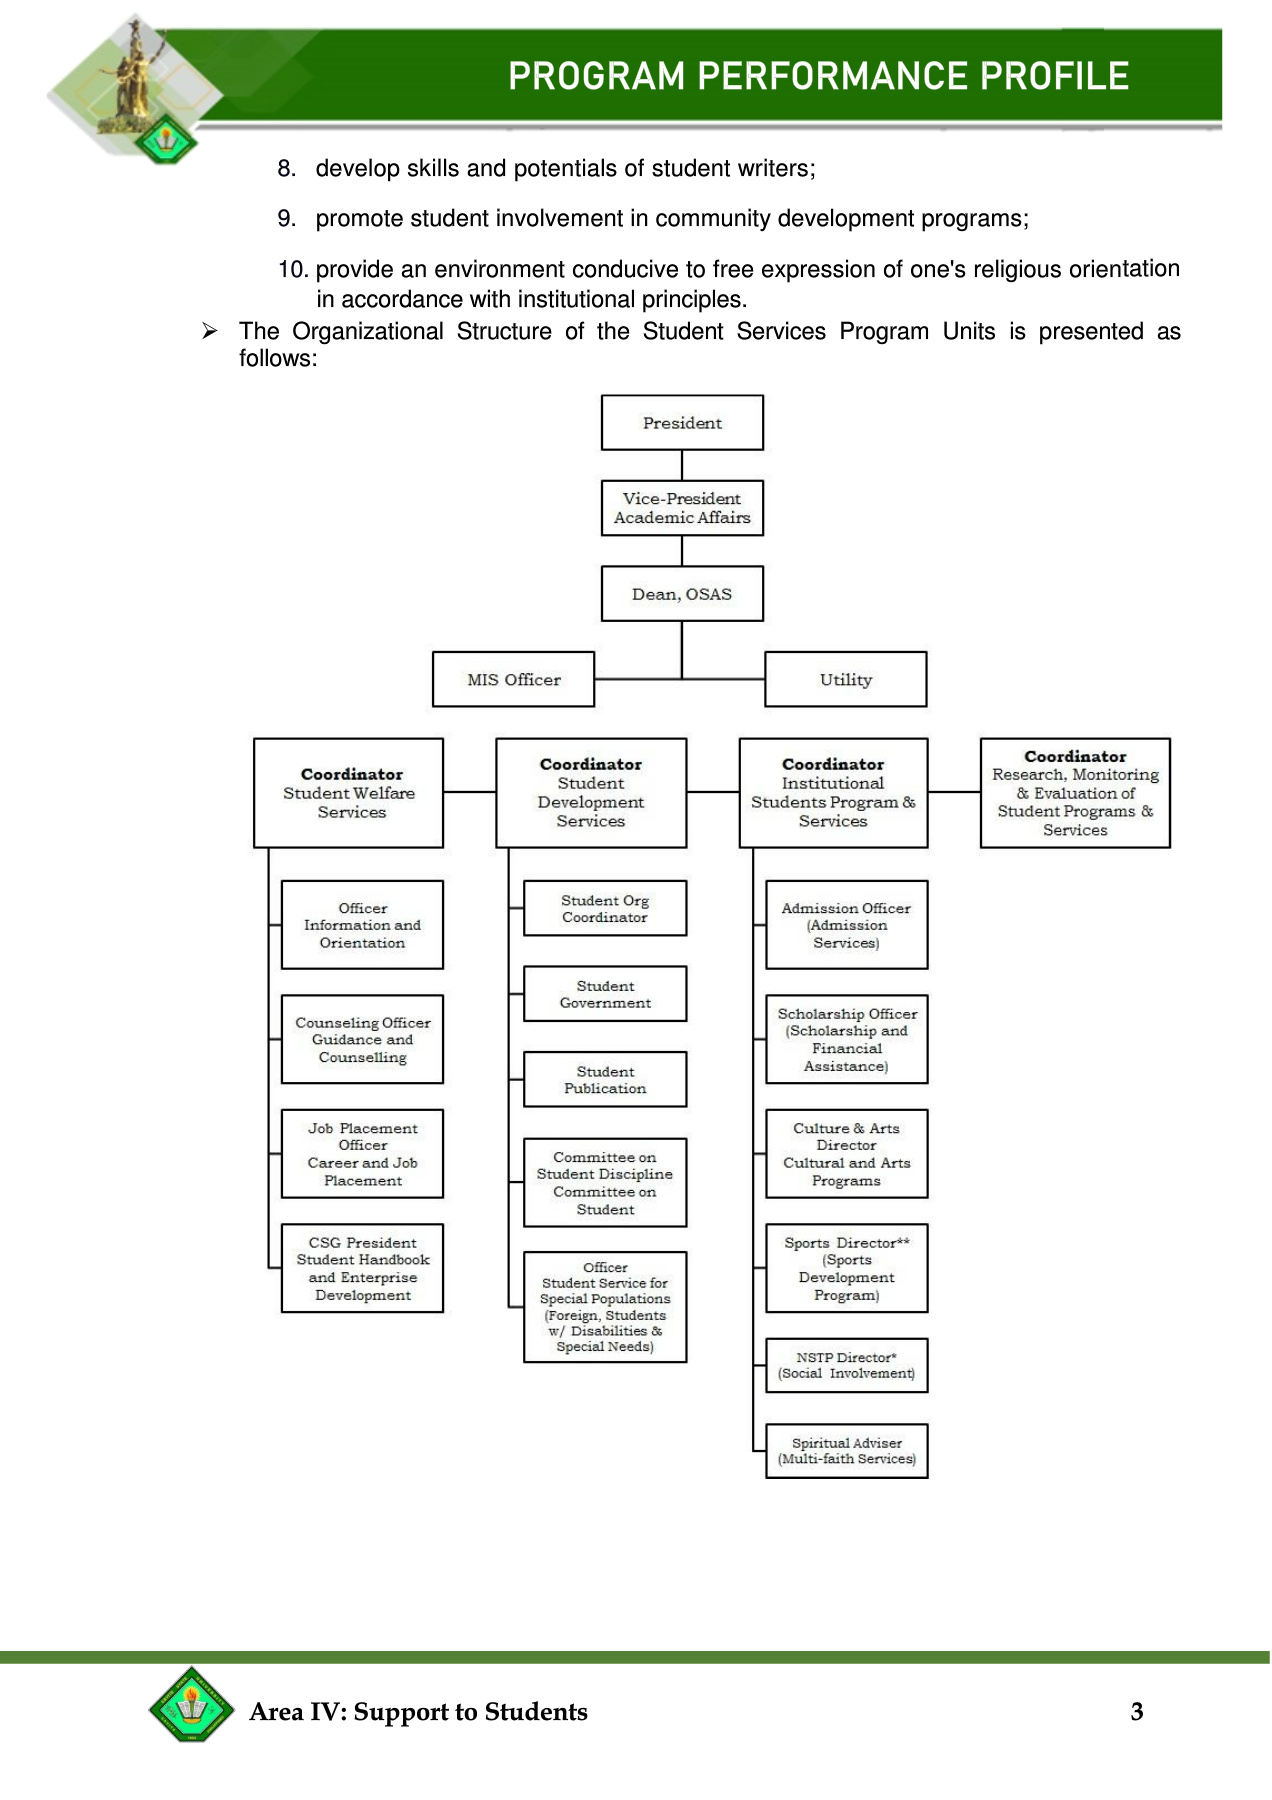 PROGRAM PERFORMANCE PROFILE
8. develop skills and potentials of student writers;
9. promote student involvement in community development programs;
10. provide an environment conducive to free expression of one's religious orientation
in accordance with institutional principles.
➢ The Organizational Structure of the Student Services Program Units is presented as
follows:
President
Vice-President
Academic Affairs
Dean, OSAS
MIS Officer
Utility
Coordinator
Student Welfare
Services
Coordinator
Student
Development
Services
Coordinator
Institutional
Students Program &
Services
Coordinator
Research, Monitoring
& Evaluation of
Student Programs &
Services
Officer
Information and
Orientation
Counseling Officer
Guidance and
Counselling
Job Placement
Officer
Career and Job
Placement
CSG President
Student Handbook
and Enterprise
Development
Student Org
Coordinator
Student
Government
Student
Publication
Committee on
Student Discipline
Committee on
Student
Officer
Student Service for
Special Populations
(Foreign, Students
w/ Disabilities &
Special Needs)
Admission Officer
(Admission
Services)
Scholarship Officer
(Scholarship and
Financial
Assistance)
Culture & Arts
Director
Cultural and Arts
Programs
Sports Director**
(Sports
Development
Program)
NSTP Director*
(Social Involvement)
Spiritual Adviser
(Multi-faith Services)
Area IV: Support to Students
3